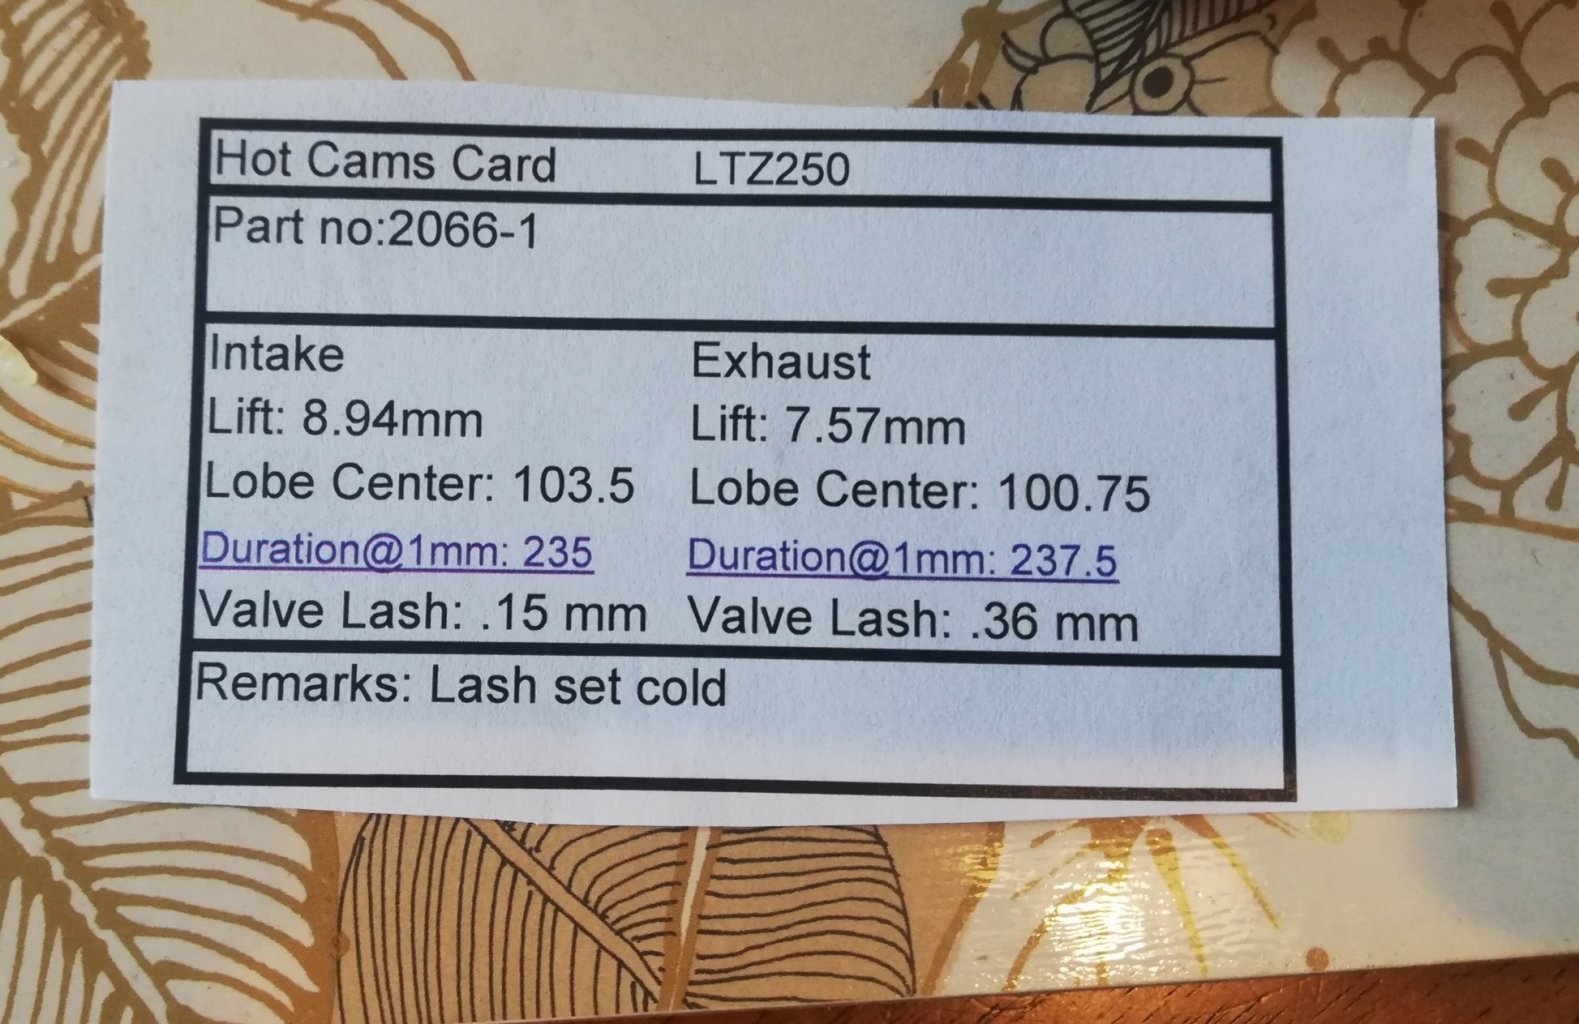 Hot Cams Card LTZ250
Part no:2066-1
Intake Exhaust
Lift: 8.94mm Lift: 7.57mm
Lobe Center: 103.5 Lobe Center: 100.75
Duration@1mm: 235 Duration@1mm: 237.5
Valve Lash: .15 mm Valve Lash: .36 mm
Remarks: Lash set cold